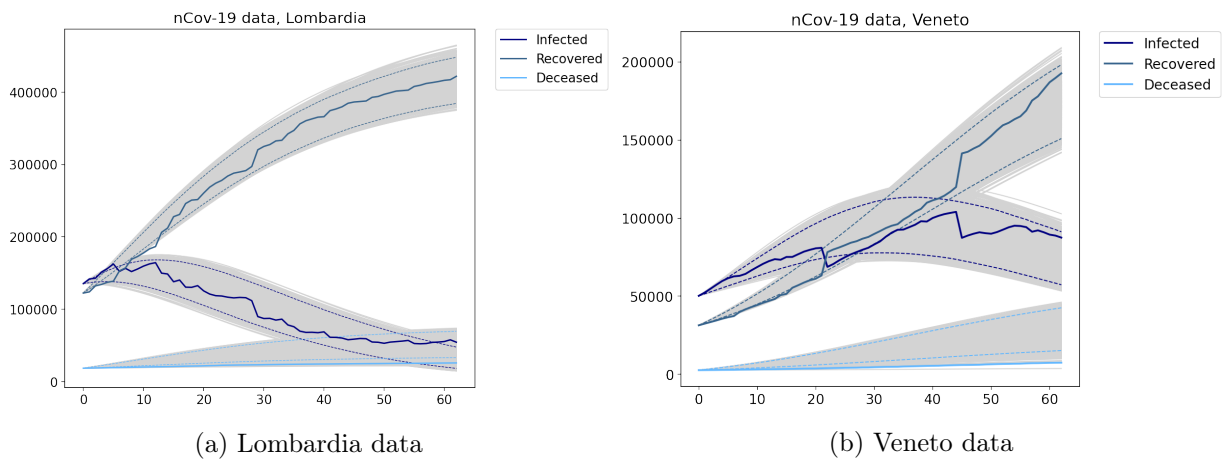 nCov-19 data, Lombardia
400000
300000
200000
100000
0
0 10 20 30 40 50 60
Infected
Recovered
Deceased
(a) Lombardia data
nCov-19 data, Veneto
200000
150000
100000
50000
0
0 10 20 30 40 50 60
Infected
Recovered
Deceased
(b) Veneto data